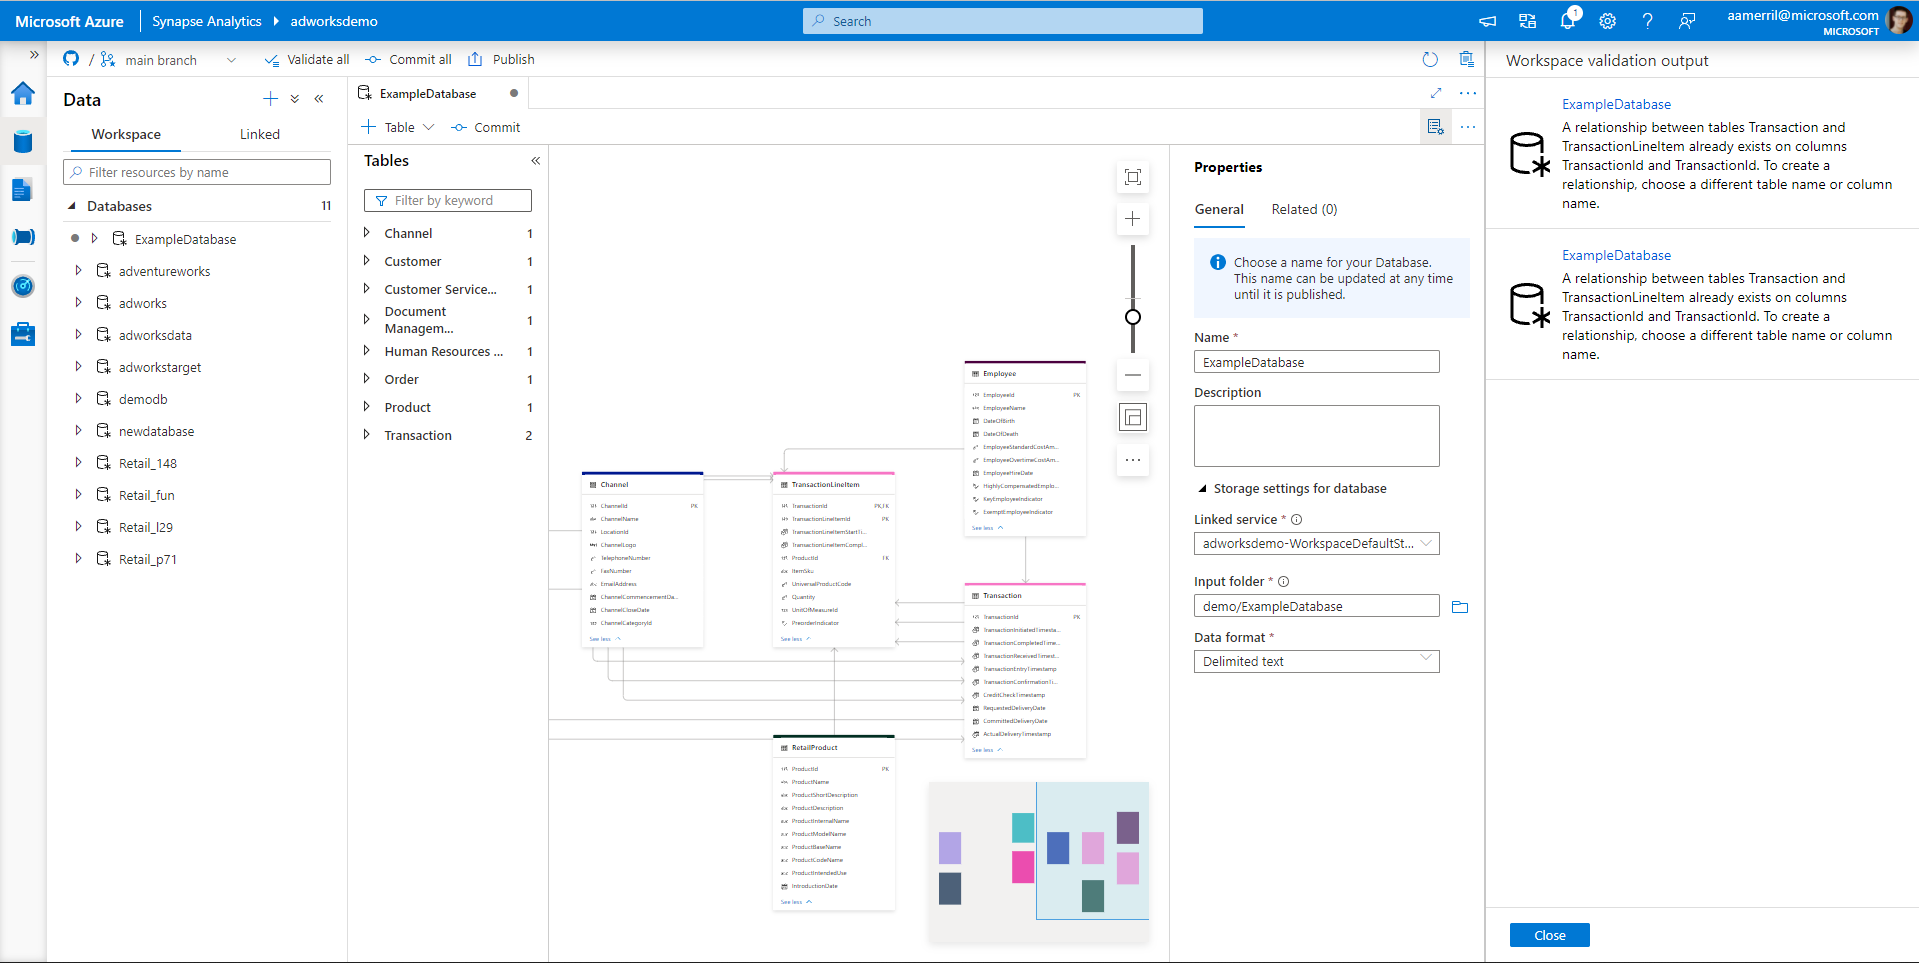 Microsoft Azure
Synapse Analytics
adworksdemo
Search
1
aamerril@microsoft.com
MICROSOFT
/
main branch
Validate all
Commit all
Publish
Data
Workspace
Linked
Filter resources by name
Databases 11
ExampleDatabase
adventureworks
adworks
adworksdata
adworkstarget
demodb
newdatabase
Retail_148
Retail_fun
Retail_l29
Retail_p71
ExampleDatabase
Table
Commit
Tables
Filter by keyword
Channel 1
Customer 1
Customer Service... 1
Document
Managem... 1
Human Resources ... 1
Order 1
Product 1
Transaction 2
Channel
ChannelId PK
ChannelName
LocationId
ChannelLogo
TelephoneNumber
FaxNumber
EmailAddress
ChannelCommencementDa...
ChannelCloseDate
ChannelCategoryId
See less
TransactionLineItem
TransactionId PK,FK
TransactionLineItemId PK
TransactionLineItemStartTi...
TransactionLineItemCompl...
ProductId FK
ItemSku
UniversalProductCode
Quantity
UnitOfMeasureId
PreorderIndicator
See less
Employee
EmployeeId PK
EmployeeName
DateOfBirth
DateOfDeath
EmployeeStandardCostAm...
EmployeeOvertimeCostAm...
EmployeeHireDate
HighlyCompensatedEmplo...
KeyEmployeeIndicator
ExemptEmployeeIndicator
See less
Transaction
TransactionId PK
TransactionInitiatedTimesta...
TransactionCompletedTime...
TransactionReceivedTimest...
TransactionEntryTimestamp
TransactionConfirmationTi...
CreditCheckTimestamp
RequestedDeliveryDate
CommittedDeliveryDate
ActualDeliveryTimestamp
See less
RetailProduct
ProductId PK
ProductName
ProductShortDescription
ProductDescription
ProductInternalName
ProductModelName
ProductBaseName
ProductCodeName
ProductIntendedUse
IntroductionDate
See less
Properties
General
Related (0)
Choose a name for your Database.
This name can be updated at any time
until it is published.
Name *
ExampleDatabase
Description
Storage settings for database
Linked service *
adworksdemo-WorkspaceDefaultSt...
Input folder *
demo/ExampleDatabase
Data format *
Delimited text
Workspace validation output
ExampleDatabase
A relationship between tables Transaction and
TransactionLineItem already exists on columns
TransactionId and TransactionId. To create a
relationship, choose a different table name or column
name.
ExampleDatabase
A relationship between tables Transaction and
TransactionLineItem already exists on columns
TransactionId and TransactionId. To create a
relationship, choose a different table name or column
name.
Close